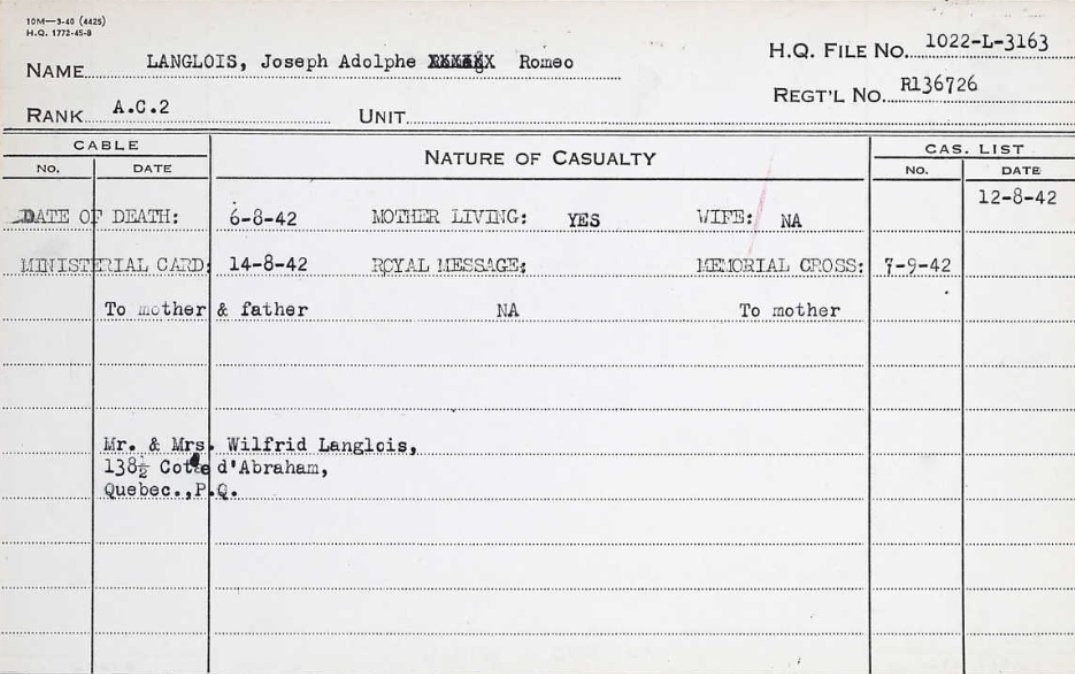 10M—3-40 (4425)
H.Q. 1772-45-8
NAME LANGLOIS, Joseph Adolphe Romeo
H.Q. FILE NO. 1022-L-3163
REGT'L NO. R136726
RANK A.C.2 UNIT
CABLE NATURE OF CASUALTY CAS. LIST
NO. DATE NO. DATE
12-8-42
DATE OF DEATH: 6-8-42 MOTHER LIVING: YES WIFE: NA
MINISTERIAL CARD: 14-8-42 ROYAL MESSAGE: MEMORIAL CROSS: 7-9-42
To mother & father NA To mother
Mr. & Mrs. Wilfrid Langlois,
138½ Cote d'Abraham,
Quebec.,P.Q.